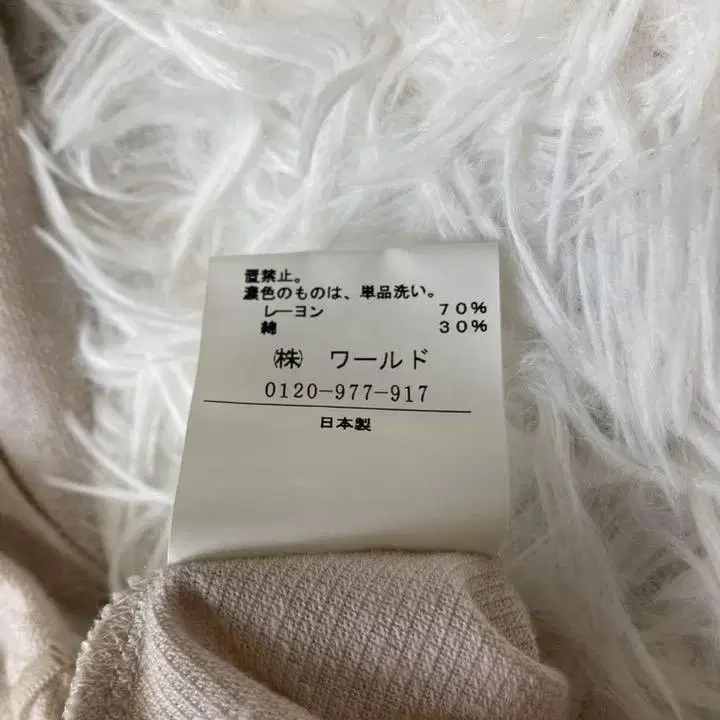 置禁止。
濃色のものは、単品洗い。
レーヨン ７０％
綿 ３０％
㈱ ワールド
0120-977-917
日本製